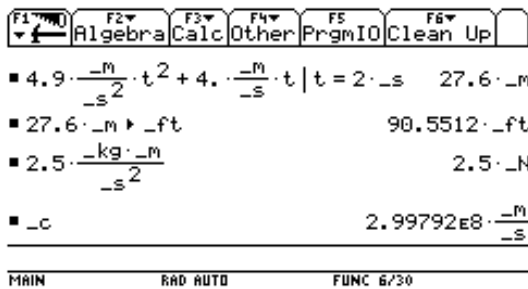 F1 F2 F3 F4 F5 F6
Algebra Calc Other PrgmIO Clean Up
▪ 4.9·_m/_s²·t² + 4.·_m/_s·t | t = 2·_s 27.6·_m
▪ 27.6·_m ▸ _ft 90.5512·_ft
▪ 2.5·_kg·_m/_s² 2.5·_N
▪ _c 2.99792ᴇ8·_m/_s
MAIN RAD AUTO FUNC 6/30